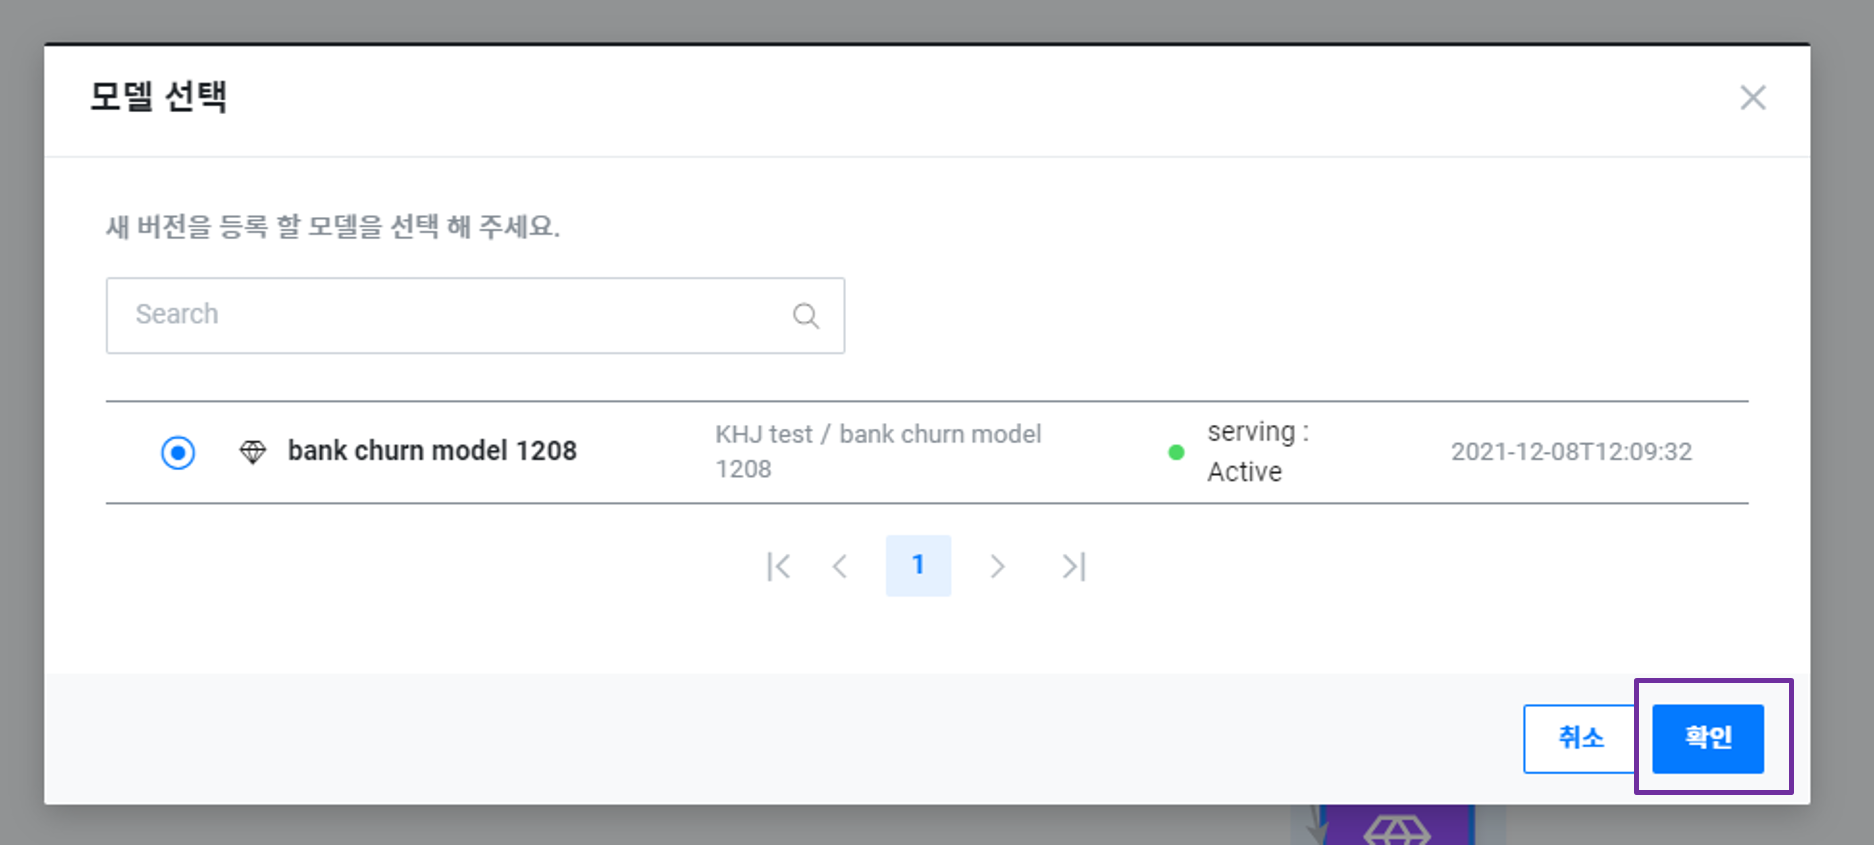 모델 선택
새 버전을 등록 할 모델을 선택 해 주세요.
Search
bank churn model 1208
KHJ test / bank churn model
1208
serving :
Active
2021-12-08T12:09:32
1
취소
확인